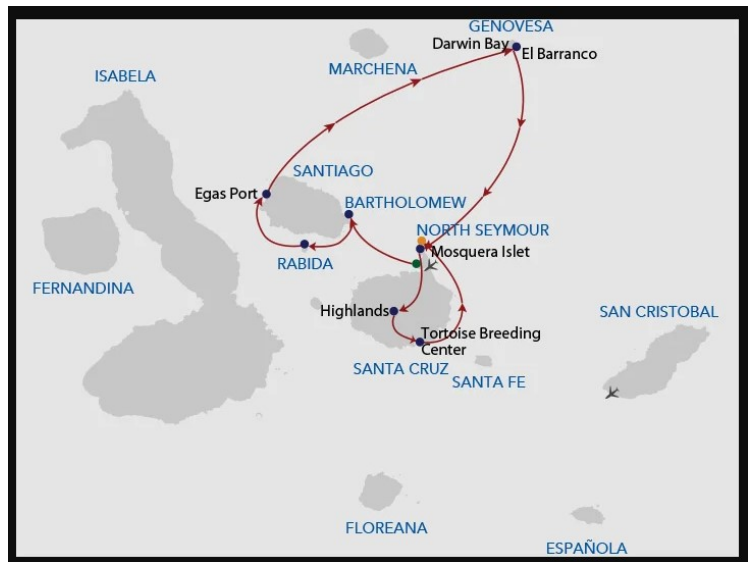 GENOVESA
Darwin Bay
El Barranco
MARCHENA
ISABELA
SANTIAGO
Egas Port
BARTHOLOMEW
NORTH SEYMOUR
Mosquera Islet
RABIDA
FERNANDINA
Highlands
SAN CRISTOBAL
Tortoise Breeding
Center
SANTA CRUZ
SANTA FE
FLOREANA
ESPAÑOLA